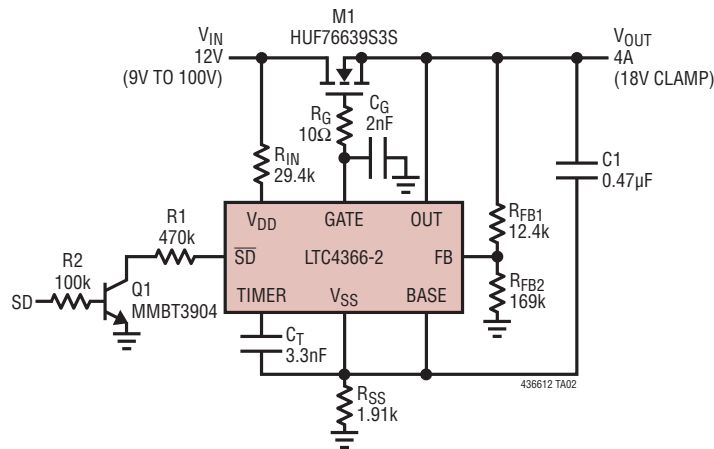 M1
HUF76639S3S
VIN
12V
(9V TO 100V)
VOUT
4A
(18V CLAMP)
RG
10Ω
CG
2nF
RIN
29.4k
C1
0.47µF
RFB1
12.4k
VDD
GATE
OUT
R1
470k
SD
LTC4366-2
FB
R2
100k
SD
Q1
MMBT3904
TIMER
VSS
BASE
RFB2
169k
CT
3.3nF
436612 TA02
RSS
1.91k